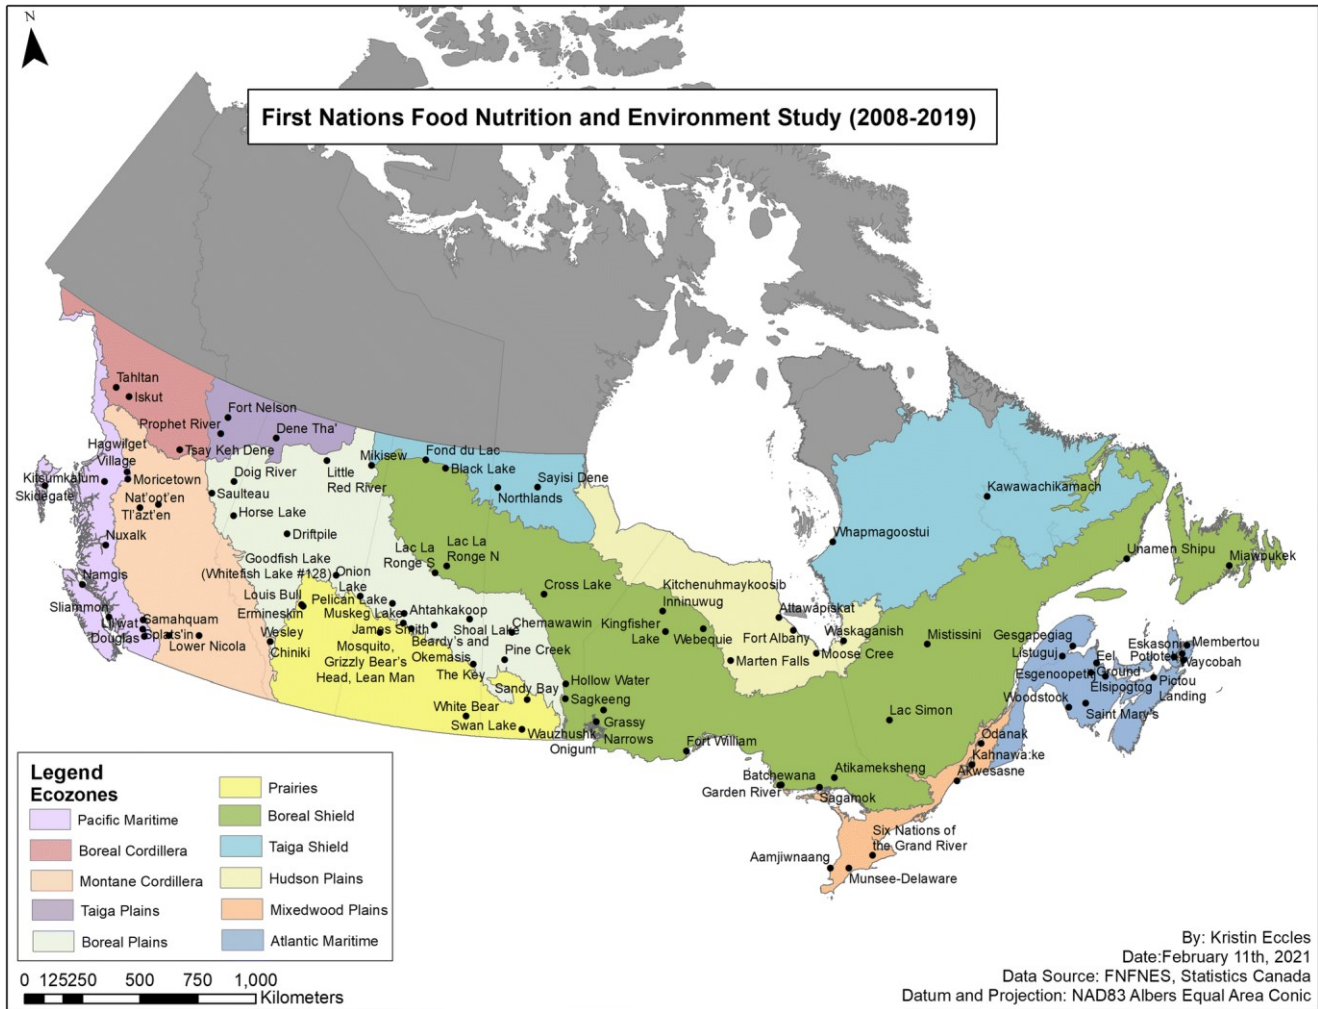 N
First Nations Food Nutrition and Environment Study (2008-2019)
Tahltan
Iskut
Fort Nelson
Prophet River
Dene Tha'
Tsay Keh Dene
Hagwilget
Village
Kitsumkalum
Skidegate
Moricetown
Nat'opt'en
Tl'azt'en
Nuxalk
Namgis
Sliammon
Lil'wat
Douglas
Samahquam
Splats'in
Lower Nicola
Doig River
Saulteau
Horse Lake
Driftpile
Little
Red River
Mikisew
Fond du Lac
Black Lake
Northlands
Sayisi Dene
Goodfish Lake
(Whitefish Lake #128)
Onion
Lake
Louis Bull
Ermineskin
Wesley
Chiniki
Pelican Lake
Muskeg Lake
Ahtahkakoop
James Smith
Mosquito,
Grizzly Bear's
Head, Lean Man
Beardy's and
Okemasis
Shoal Lake
The Key
Lac La
Ronge S
Lac La
Ronge N
Chemawawin
Pine Creek
Sandy Bay
White Bear
Swan Lake
Cross Lake
Hollow Water
Sagkeeng
Grassy
Narrows
Wauzhushk
Onigum
Fort William
Kitchenuhmaykoosib
Inninuwug
Kingfisher
Lake
Webequie
Marten Falls
Attawapiskat
Fort Albany
Moose Cree
Waskaganish
Whapmagoostui
Kawawachikamach
Mistissini
Lac Simon
Unamen Shipu
Miawpukek
Gesgapegiag
Listuguj
Eel
Ground
Esgenoopetitj
Elsipogtog
Woodstock
Saint Mary's
Eskasoni
Membertou
Potlotek
Waycobah
Pictou
Landing
Odanak
Kahnawa:ke
Akwesasne
Batchewana
Garden River
Atikameksheng
Sagamok
Six Nations of
the Grand River
Aamjiwnaang
Munsee-Delaware
Legend
Ecozones
Pacific Maritime
Boreal Cordillera
Montane Cordillera
Taiga Plains
Boreal Plains
Prairies
Boreal Shield
Taiga Shield
Hudson Plains
Mixedwood Plains
Atlantic Maritime
0 125250 500 750 1,000
Kilometers
By: Kristin Eccles
Date:February 11th, 2021
Data Source: FNFNES, Statistics Canada
Datum and Projection: NAD83 Albers Equal Area Conic